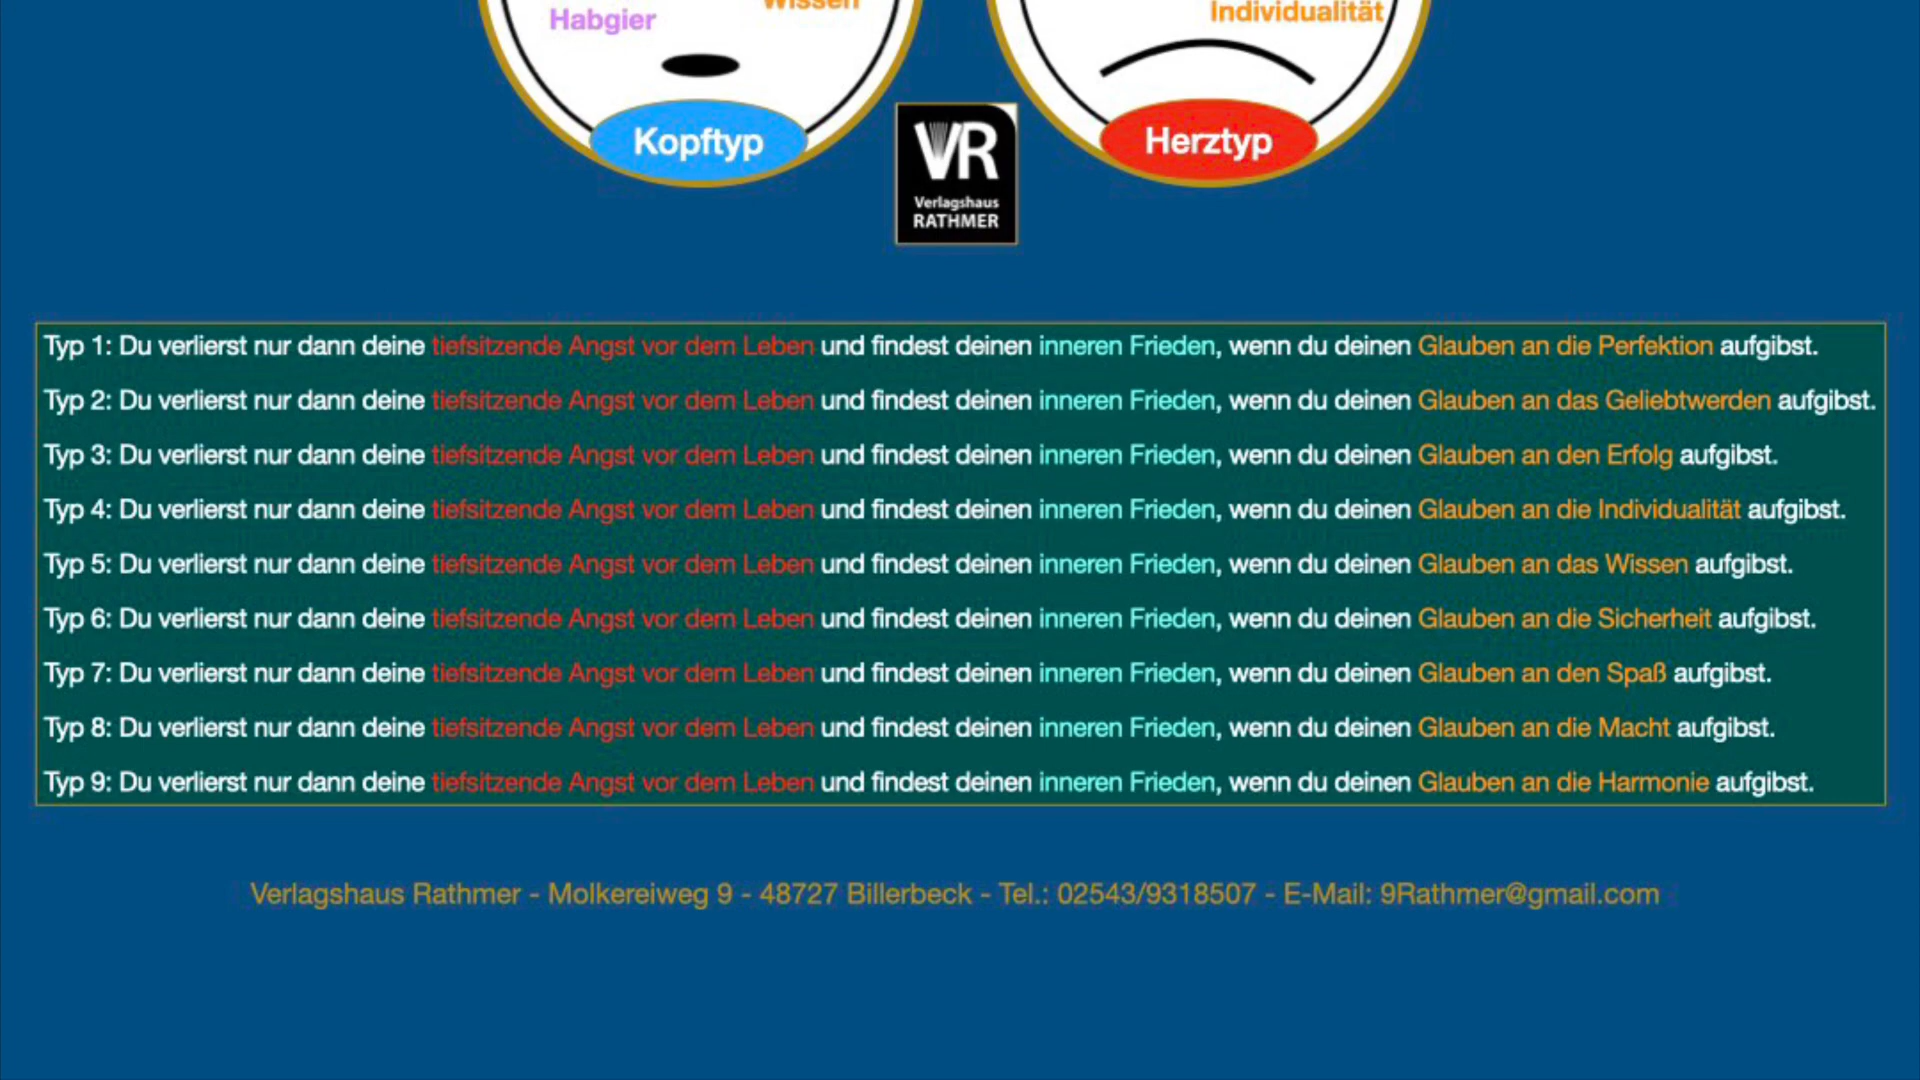 Habgier
Wissen
Individualität
Kopftyp
Herztyp
VR
Verlagshaus
RATHMER
Typ 1: Du verlierst nur dann deine tiefsitzende Angst vor dem Leben und findest deinen inneren Frieden, wenn du deinen Glauben an die Perfektion aufgibst.
Typ 2: Du verlierst nur dann deine tiefsitzende Angst vor dem Leben und findest deinen inneren Frieden, wenn du deinen Glauben an das Geliebtwerden aufgibst.
Typ 3: Du verlierst nur dann deine tiefsitzende Angst vor dem Leben und findest deinen inneren Frieden, wenn du deinen Glauben an den Erfolg aufgibst.
Typ 4: Du verlierst nur dann deine tiefsitzende Angst vor dem Leben und findest deinen inneren Frieden, wenn du deinen Glauben an die Individualität aufgibst.
Typ 5: Du verlierst nur dann deine tiefsitzende Angst vor dem Leben und findest deinen inneren Frieden, wenn du deinen Glauben an das Wissen aufgibst.
Typ 6: Du verlierst nur dann deine tiefsitzende Angst vor dem Leben und findest deinen inneren Frieden, wenn du deinen Glauben an die Sicherheit aufgibst.
Typ 7: Du verlierst nur dann deine tiefsitzende Angst vor dem Leben und findest deinen inneren Frieden, wenn du deinen Glauben an den Spaß aufgibst.
Typ 8: Du verlierst nur dann deine tiefsitzende Angst vor dem Leben und findest deinen inneren Frieden, wenn du deinen Glauben an die Macht aufgibst.
Typ 9: Du verlierst nur dann deine tiefsitzende Angst vor dem Leben und findest deinen inneren Frieden, wenn du deinen Glauben an die Harmonie aufgibst.
Verlagshaus Rathmer - Molkereiweg 9 - 48727 Billerbeck - Tel.: 02543/9318507 - E-Mail: 9Rathmer@gmail.com